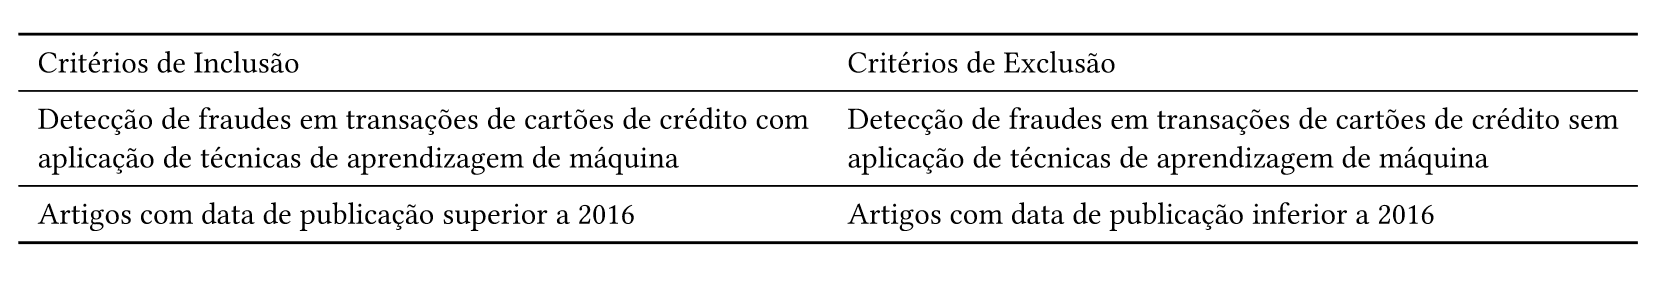 Critérios de Inclusão Critérios de Exclusão
Detecção de fraudes em transações de cartões de crédito com Detecção de fraudes em transações de cartões de crédito sem
aplicação de técnicas de aprendizagem de máquina aplicação de técnicas de aprendizagem de máquina
Artigos com data de publicação superior a 2016 Artigos com data de publicação inferior a 2016